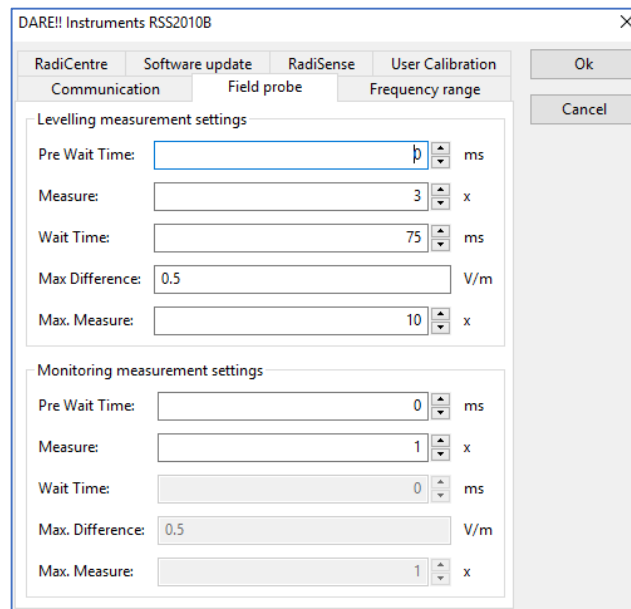 DARE!! Instruments RSS2010B
RadiCentre Software update RadiSense User Calibration
Communication Field probe Frequency range
Ok
Cancel
Levelling measurement settings
Pre Wait Time: 0 ms
Measure: 3 x
Wait Time: 75 ms
Max Difference: 0.5 V/m
Max. Measure: 10 x
Monitoring measurement settings
Pre Wait Time: 0 ms
Measure: 1 x
Wait Time: 0 ms
Max. Difference: 0.5 V/m
Max. Measure: 1 x